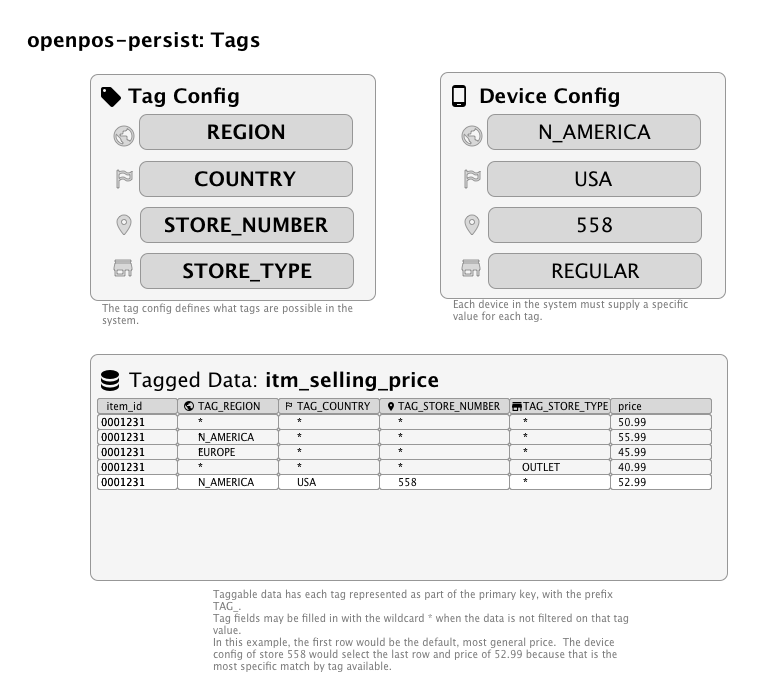 openpos-persist: Tags
Tag Config
REGION
COUNTRY
STORE_NUMBER
STORE_TYPE
The tag config defines what tags are possible in the
system.
Device Config
N_AMERICA
USA
558
REGULAR
Each device in the system must supply a specific
value for each tag.
Tagged Data: itm_selling_price
item_id TAG_REGION TAG_COUNTRY TAG_STORE_NUMBER TAG_STORE_TYPE price
0001231 * * * * 50.99
0001231 N_AMERICA * * * 55.99
0001231 EUROPE * * * 45.99
0001231 * * * OUTLET 40.99
0001231 N_AMERICA USA 558 * 52.99
Taggable data has each tag represented as part of the primary key, with the prefix
TAG_.
Tag fields may be filled in with the wildcard * when the data is not filtered on that tag
value.
In this example, the first row would be the default, most general price. The device
config of store 558 would select the last row and price of 52.99 because that is the
most specific match by tag available.